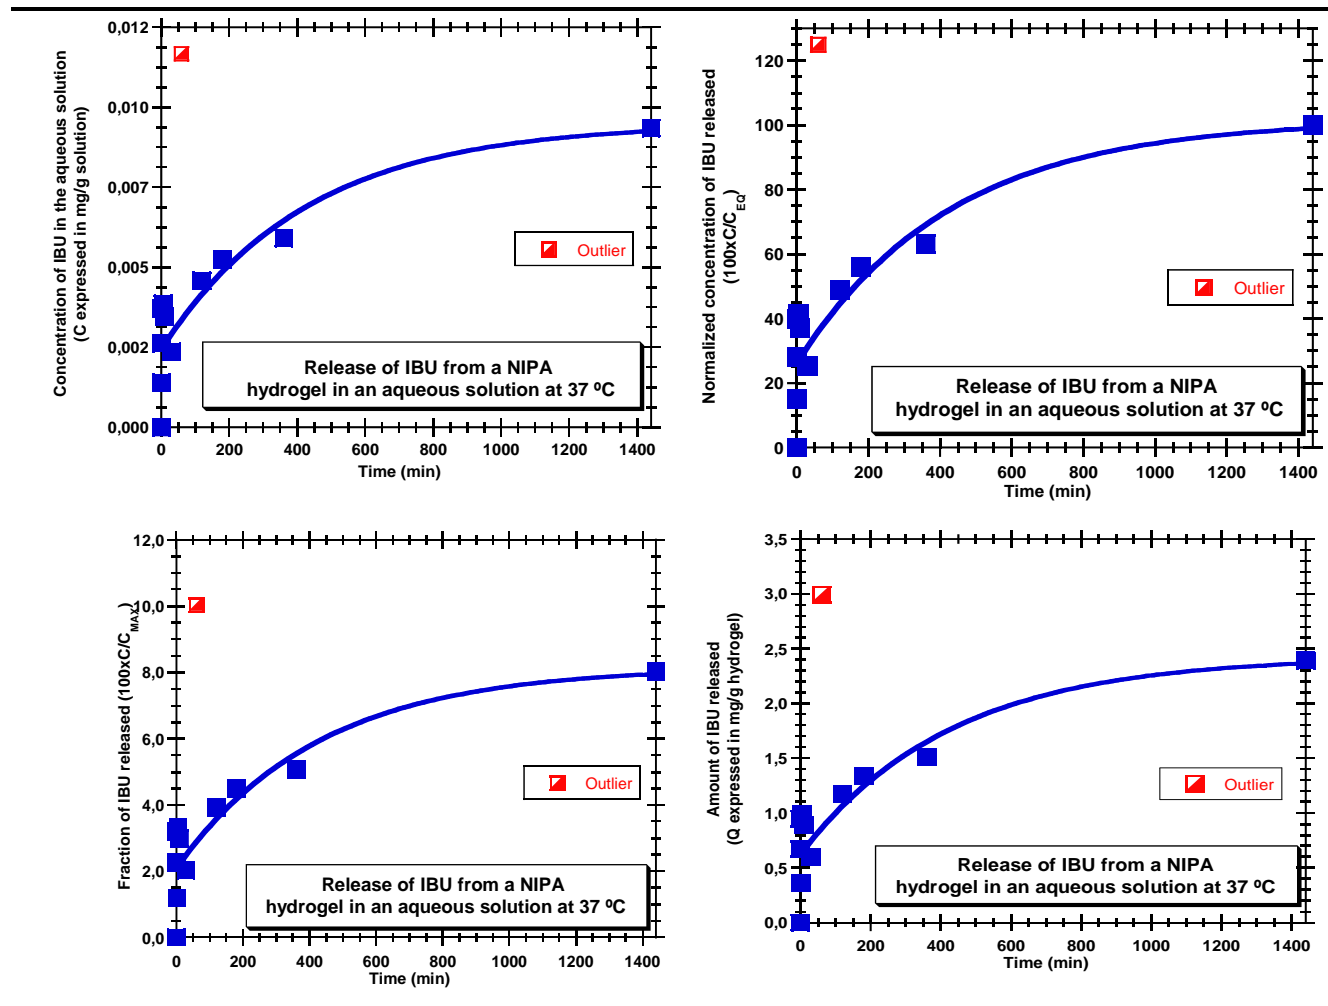 Concentration of IBU in the aqueous solution
(C expressed in mg/g solution)
0,012
0,010
0,007
0,005
0,002
0,000
0 200 400 600 800 1000 1200 1400
Time (min)
Outlier
Release of IBU from a NIPA
hydrogel in an aqueous solution at 37 ºC
Normalized concentration of IBU released
(100xC/C_EQ)
120
100
80
60
40
20
0
0 200 400 600 800 1000 1200 1400
Time (min)
Outlier
Release of IBU from a NIPA
hydrogel in an aqueous solution at 37 ºC
Fraction of IBU released (100xC/C_MAX)
12,0
10,0
8,0
6,0
4,0
2,0
0,0
0 200 400 600 800 1000 1200 1400
Time (min)
Outlier
Release of IBU from a NIPA
hydrogel in an aqueous solution at 37 ºC
Amount of IBU released
(Q expressed in mg/g hydrogel)
3,5
3,0
2,5
2,0
1,5
1,0
0,5
0,0
0 200 400 600 800 1000 1200 1400
Time (min)
Outlier
Release of IBU from a NIPA
hydrogel in an aqueous solution at 37 ºC